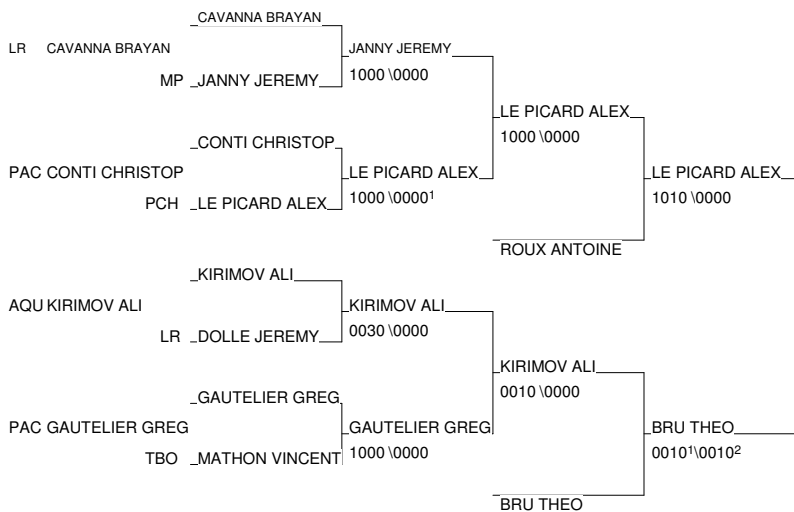 CAVANNA BRAYAN
LR CAVANNA BRAYAN JANNY JEREMY
MP JANNY JEREMY 1000 \0000
LE PICARD ALEX
1000 \0000
CONTI CHRISTOP
PAC CONTI CHRISTOP LE PICARD ALEX LE PICARD ALEX
PCH LE PICARD ALEX 1000 \0000¹ 1010 \0000
ROUX ANTOINE
KIRIMOV ALI
AQU KIRIMOV ALI KIRIMOV ALI
LR DOLLE JEREMY 0030 \0000
KIRIMOV ALI
0010 \0000
GAUTELIER GREG
PAC GAUTELIER GREG GAUTELIER GREG BRU THEO
TBO MATHON VINCENT 1000 \0000 0010¹\0010²
BRU THEO